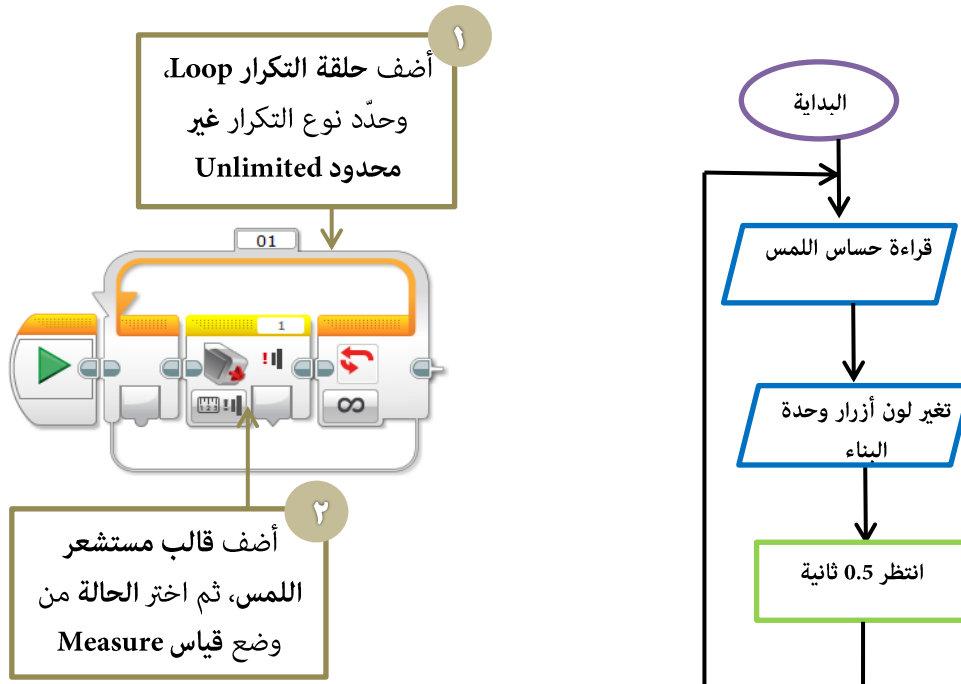 ١
أضف حلقة التكرار Loop،
وحدّد نوع التكرار غير
محدود Unlimited
01
1
٢
أضف قالب مستشعر
اللمس، ثم اختر الحالة من
وضع قياس Measure
البداية
قراءة حساس اللمس
تغير لون أزرار وحدة
البناء
انتظر 0.5 ثانية